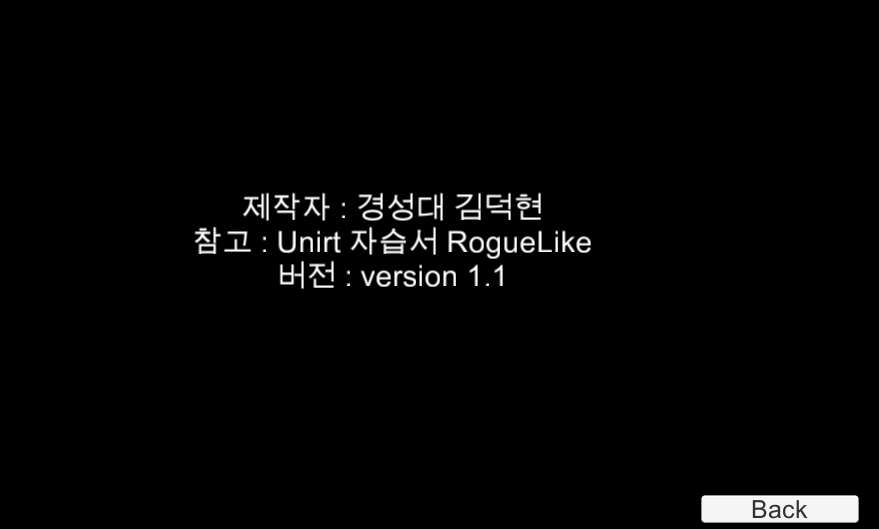 제작자 : 경성대 김덕현
참고 : Unirt 자습서 RogueLike
버전 : version 1.1
Back